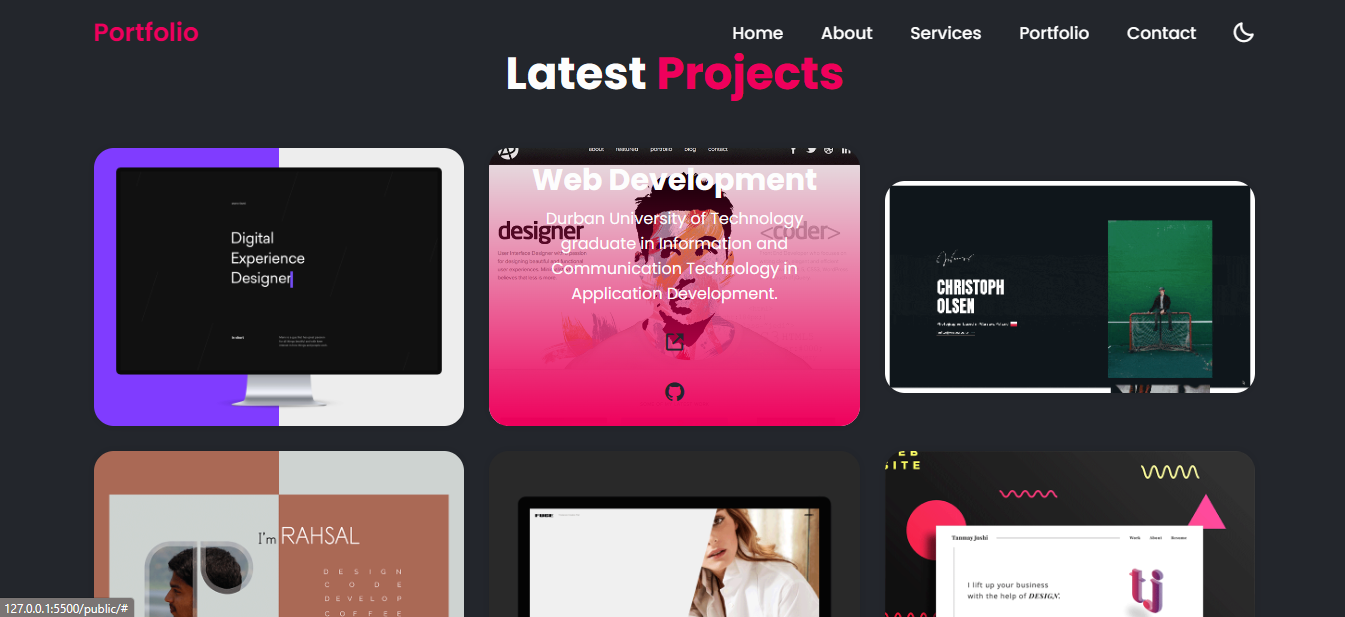 Portfolio
Home About Services Portfolio Contact
Latest Projects
Digital
Experience
Designer
about featured portfolio blog contact
Web Development
designer
<coder>
Durban University of Technology
graduate in Information and
Communication Technology in
Application Development.
CHRISTOPH
OLSEN
I'm RAHSAL
DESIGN
CODE
DEVELOP
COFFEE
SITE
Tanmay Joshi
Work About Resume
I lift up your business
with the help of DESIGN.
127.0.0.1:5500/public/#